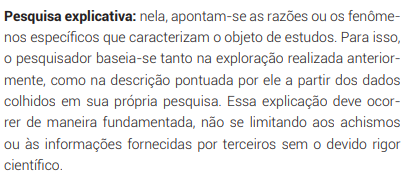 Pesquisa explicativa: nela, apontam-se as razões ou os fenôme-
nos específicos que caracterizam o objeto de estudos. Para isso,
o pesquisador baseia-se tanto na exploração realizada anterior-
mente, como na descrição pontuada por ele a partir dos dados
colhidos em sua própria pesquisa. Essa explicação deve ocor-
rer de maneira fundamentada, não se limitando aos achismos
ou às informações fornecidas por terceiros sem o devido rigor
científico.